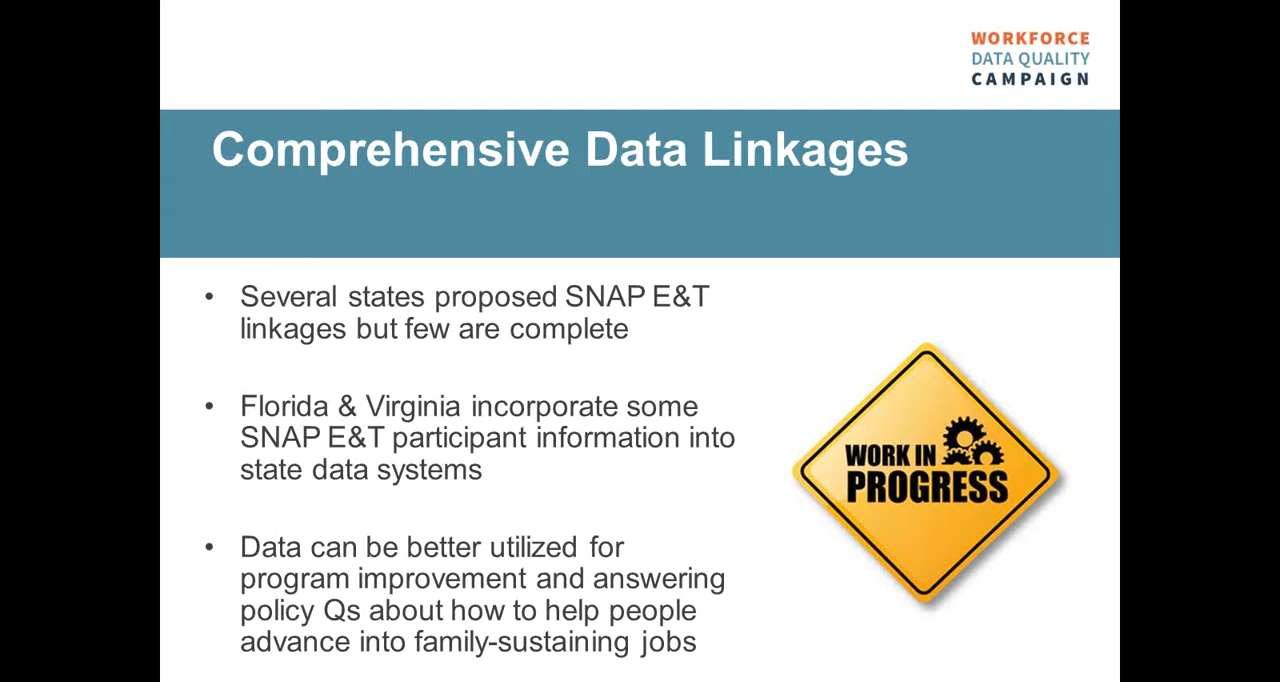 WORKFORCE
DATA QUALITY
CAMPAIGN
Comprehensive Data Linkages
• Several states proposed SNAP E&T
linkages but few are complete
• Florida & Virginia incorporate some
SNAP E&T participant information into
state data systems
• Data can be better utilized for
program improvement and answering
policy Qs about how to help people
advance into family-sustaining jobs
WORK IN
PROGRESS